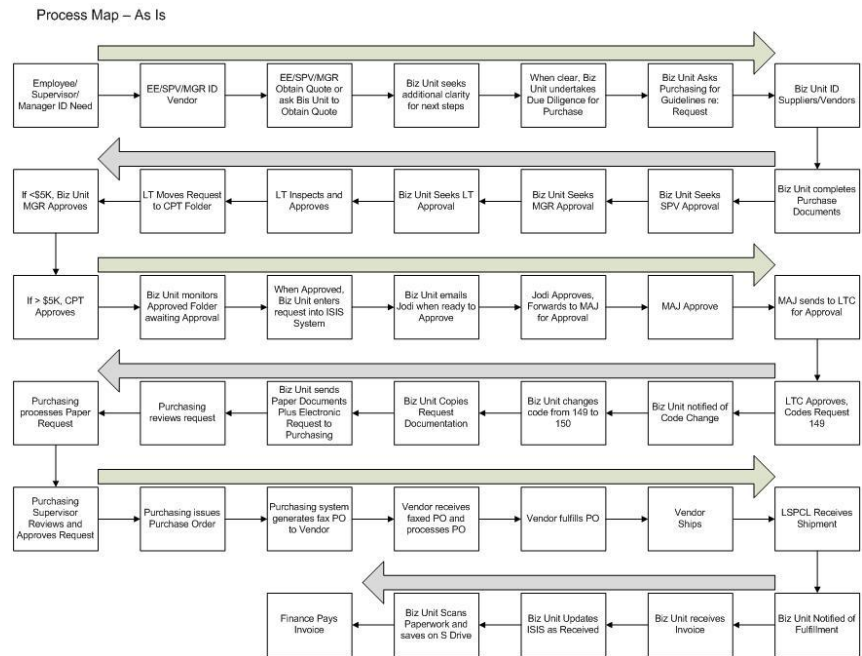 Process Map – As Is
Employee/
Supervisor/
Manager ID Need
EE/SPV/MGR ID
Vendor
EE/SPV/MGR
Obtain Quote or
ask Bis Unit to
Obtain Quote
Biz Unit seeks
additional clarity
for next steps
When clear, Biz
Unit undertakes
Due Diligence for
Purchase
Biz Unit Asks
Purchasing for
Guidelines re:
Request
Biz Unit ID
Suppliers/Vendors
Biz Unit completes
Purchase
Documents
Biz Unit Seeks
SPV Approval
Biz Unit Seeks
MGR Approval
Biz Unit Seeks LT
Approval
LT Inspects and
Approves
LT Moves Request
to CPT Folder
If <$5K, Biz Unit
MGR Approves
If > $5K, CPT
Approves
Biz Unit monitors
Approved Folder
awaiting Approval
When Approved,
Biz Unit enters
request into ISIS
System
Biz Unit emails
Jodi when ready to
Approve
Jodi Approves,
Forwards to MAJ
for Approval
MAJ Approve
MAJ sends to LTC
for Approval
LTC Approves,
Codes Request
149
Biz Unit notified of
Code Change
Biz Unit changes
code from 149 to
150
Biz Unit Copies
Request
Documentation
Biz Unit sends
Paper Documents
Plus Electronic
Request to
Purchasing
Purchasing
reviews request
Purchasing
processes Paper
Request
Purchasing
Supervisor
Reviews and
Approves Request
Purchasing issues
Purchase Order
Purchasing system
generates fax PO
to Vendor
Vendor receives
faxed PO and
processes PO
Vendor fulfills PO
Vendor
Ships
LSPCL Receives
Shipment
Biz Unit Notified of
Fulfillment
Biz Unit receives
Invoice
Biz Unit Updates
ISIS as Received
Biz Unit Scans
Paperwork and
saves on S Drive
Finance Pays
Invoice